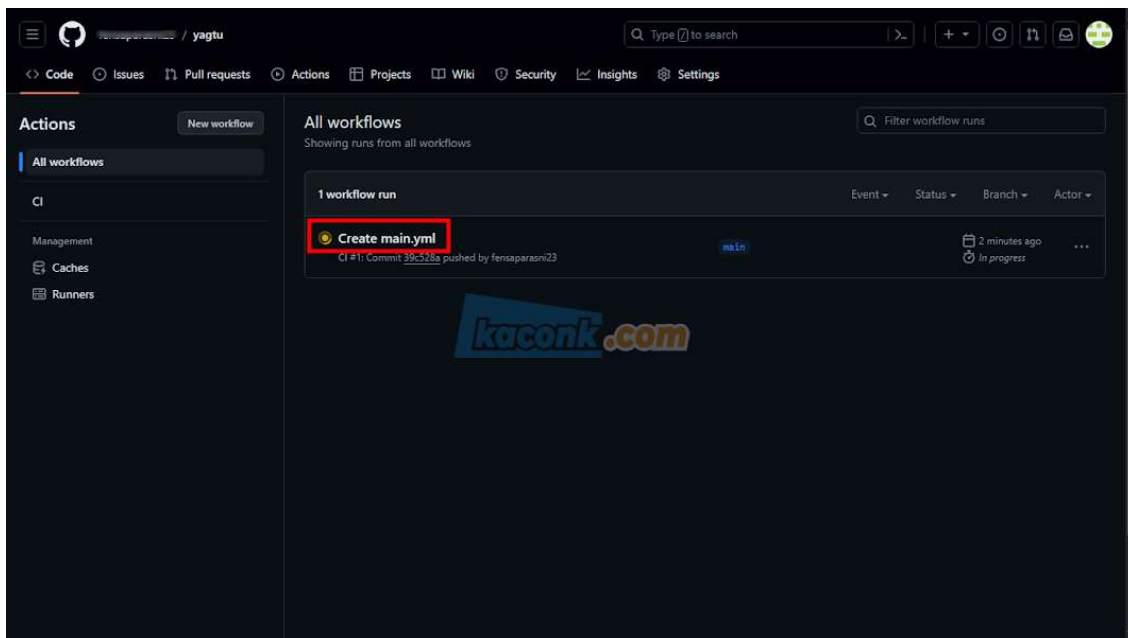 / yagtu
Type / to search
Code Issues Pull requests Actions Projects Wiki Security Insights Settings
Actions
New workflow
All workflows
CI
Management
Caches
Runners
All workflows
Showing runs from all workflows
Filter workflow runs
1 workflow run
Event Status Branch Actor
Create main.yml
CI #1: Commit 39c528a pushed by fensaparasni23
main
2 minutes ago
In progress
kaconk.com